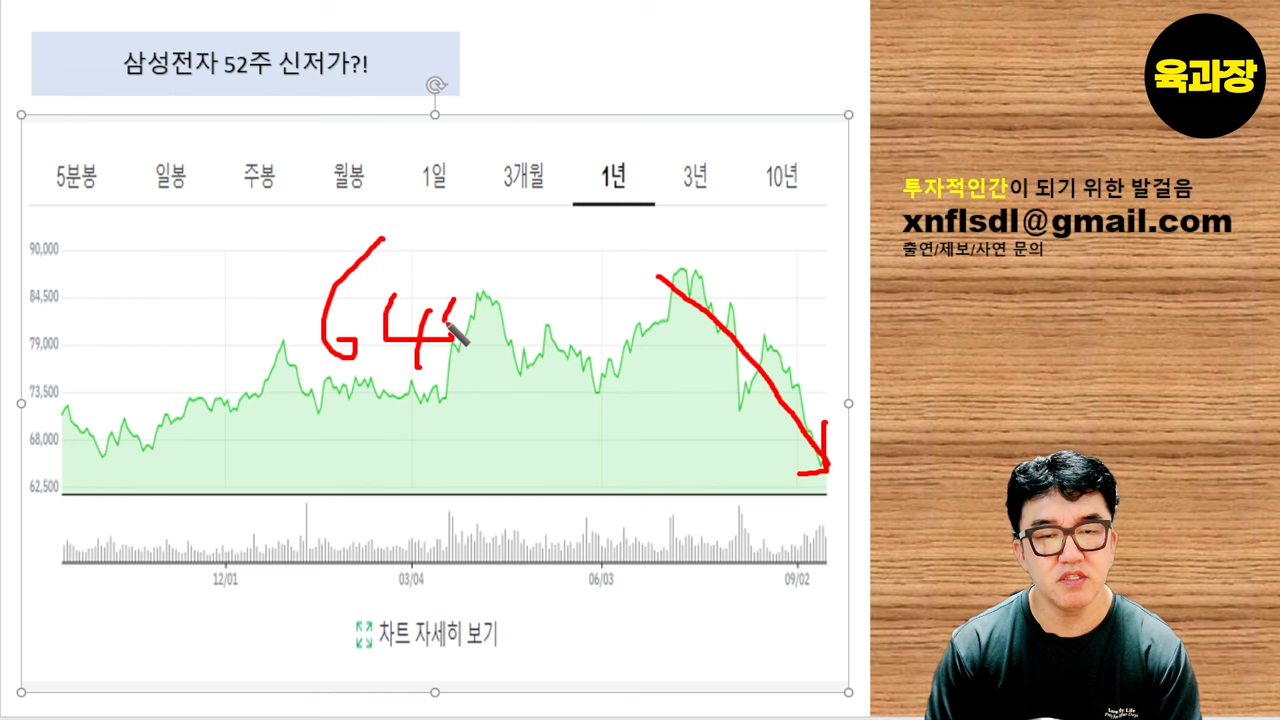 삼성전자 52주 신저가?!
육과장
5분봉 일봉 주봉 월봉 1일 3개월 1년 3년 10년
투자적인간이 되기 위한 발걸음
xnflsdl@gmail.com
출연/제보/사연 문의
90,000
84,500
79,000
73,500
68,000
62,500
64
12/01 03/04 06/03 09/02
차트 자세히 보기